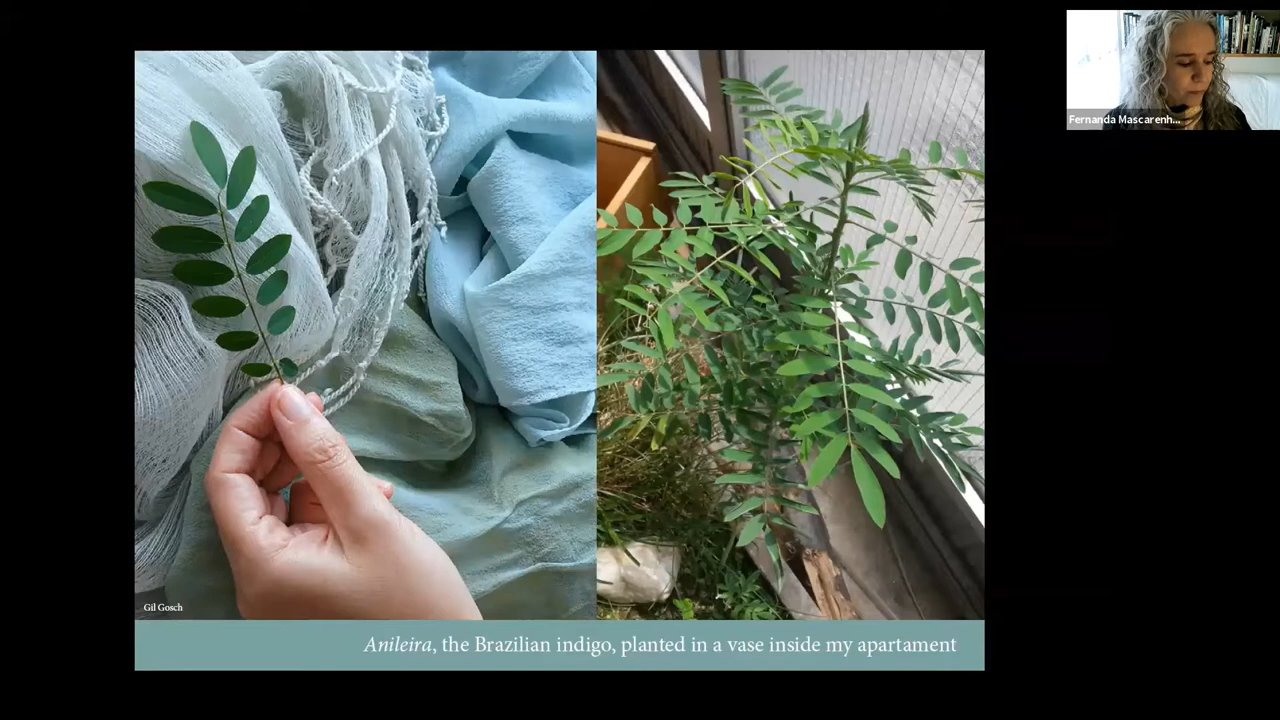 Fernanda Mascarenh...
Gil Gosch
Anileira, the Brazilian indigo, planted in a vase inside my apartament